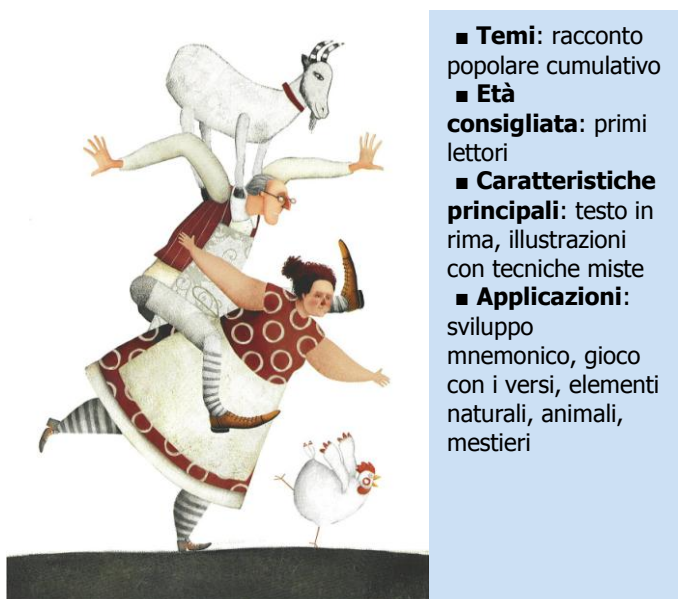 ▪ Temi: racconto
popolare cumulativo
▪ Età
consigliata: primi
lettori
▪ Caratteristiche
principali: testo in
rima, illustrazioni
con tecniche miste
▪ Applicazioni:
sviluppo
mnemonico, gioco
con i versi, elementi
naturali, animali,
mestieri